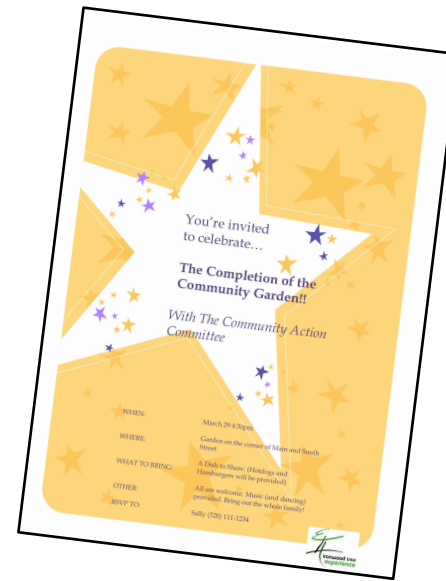 You're invited
to celebrate...
The Completion of the
Community Garden!!
With The Community Action
Committee
WHEN:
March 29 4:30pm
WHERE:
Garden on the corner of Main and South
Street
WHAT TO BRING:
A Dish to Share. (Hotdogs and
Hamburgers will be provided)
OTHER:
All are welcome. Music (and dancing)
provided. Bring out the whole family!
RSVP TO:
Sally (520) 111-1234
ironwood tree
experience